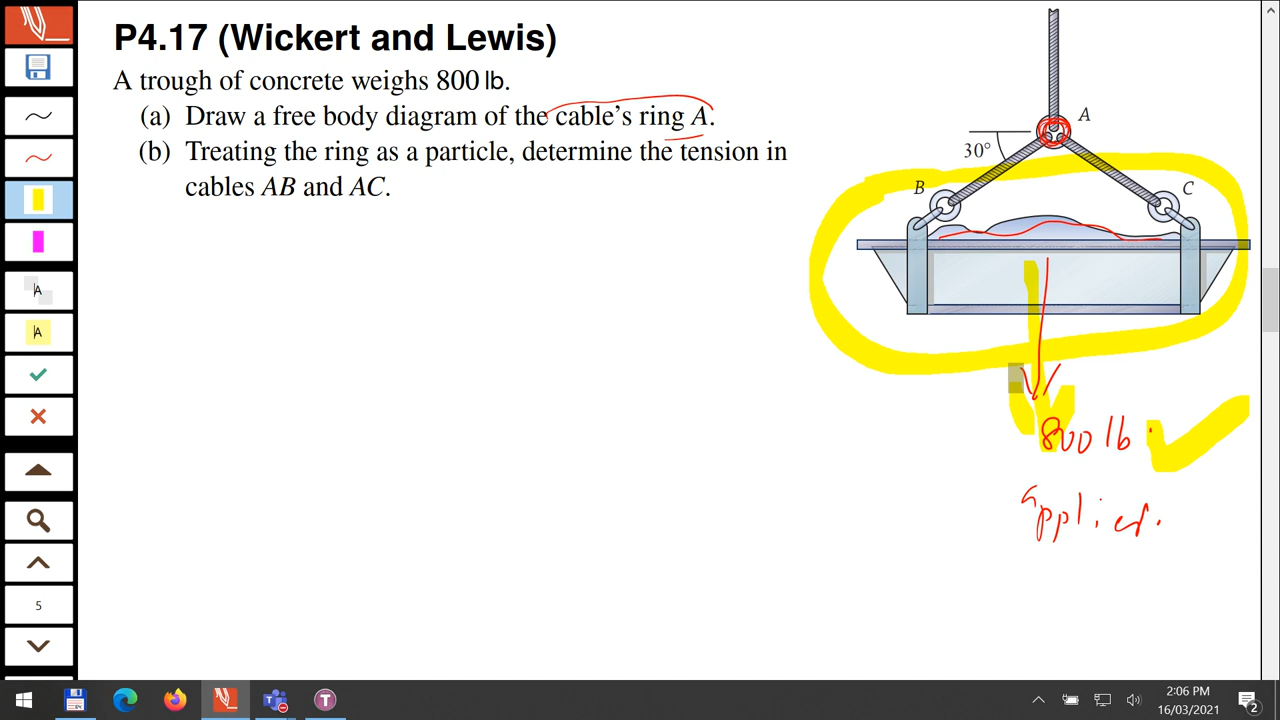 P4.17 (Wickert and Lewis)
A trough of concrete weighs 800 lb.
(a) Draw a free body diagram of the cable's ring A.
(b) Treating the ring as a particle, determine the tension in
cables AB and AC.
A
30°
B
C
800 lb.
applied.
A
A
5
T
2:06 PM
16/03/2021
2